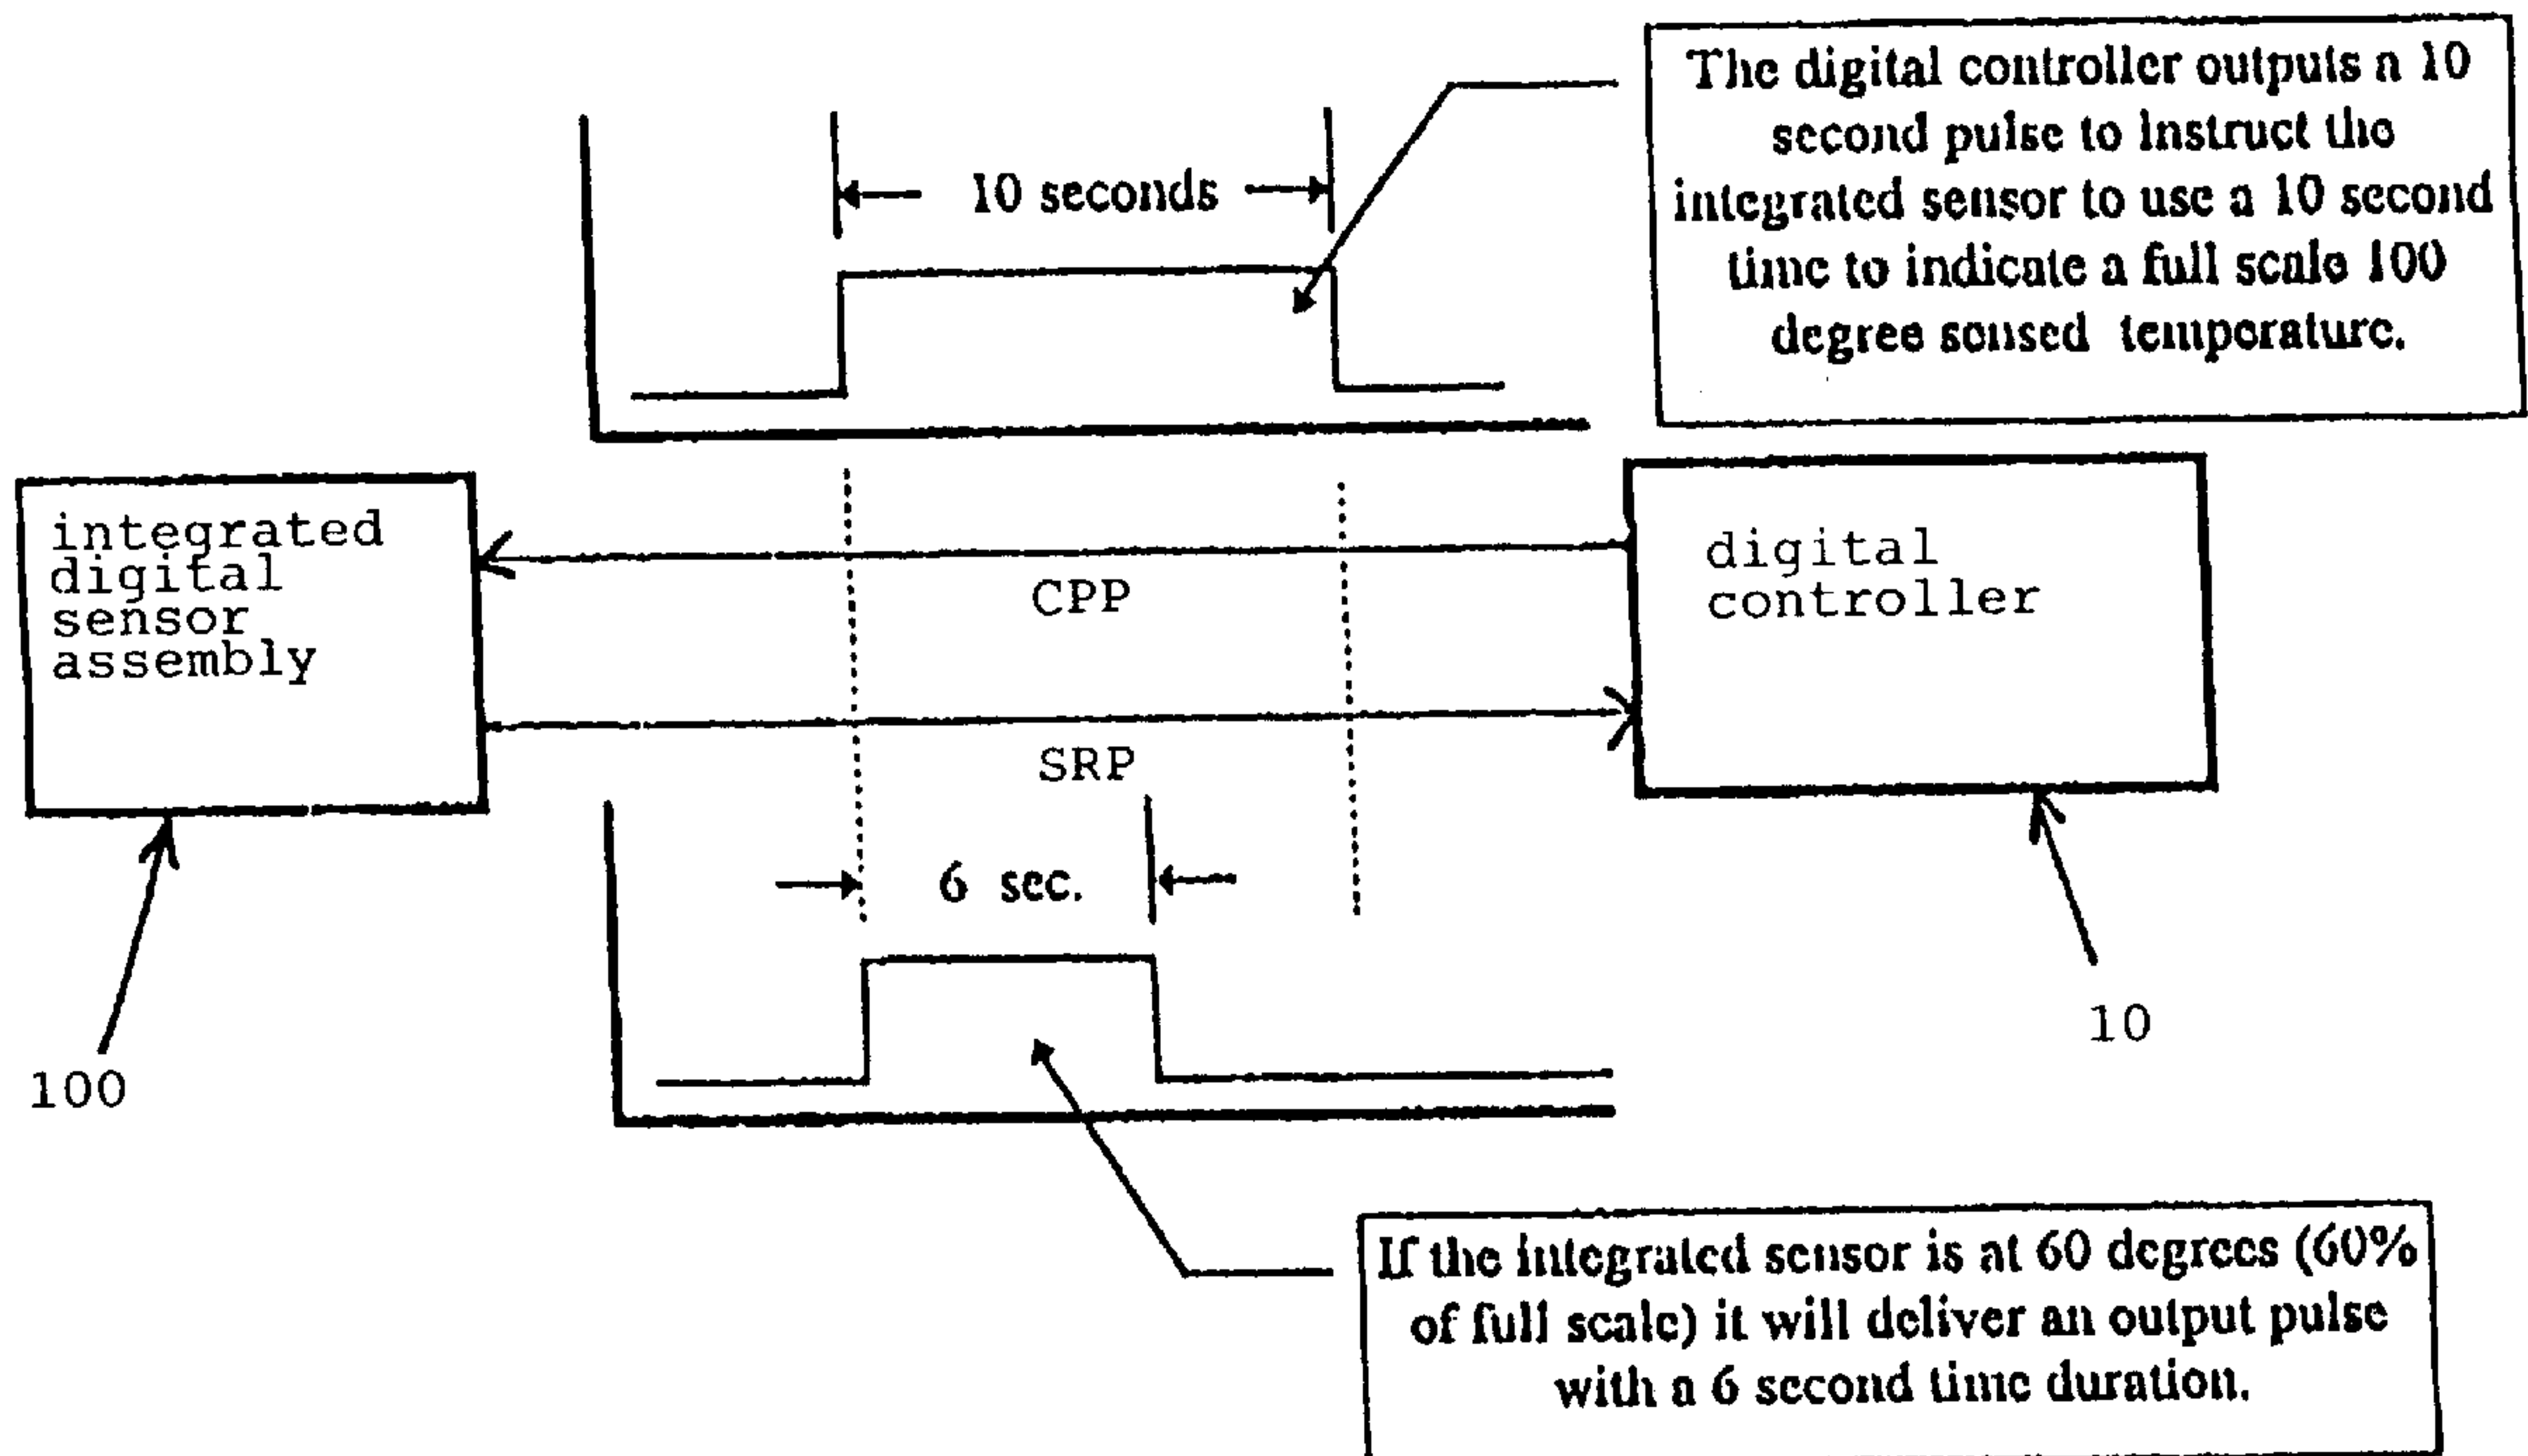 The digital controller outputs a 10
second pulse to instruct the
integrated sensor to use a 10 second
time to indicate a full scale 100
degree sensed temperature.
10 seconds
integrated
digital
sensor
assembly
CPP
digital
controller
SRP
6 sec.
100
10
If the integrated sensor is at 60 degrees (60%
of full scale) it will deliver an output pulse
with a 6 second time duration.